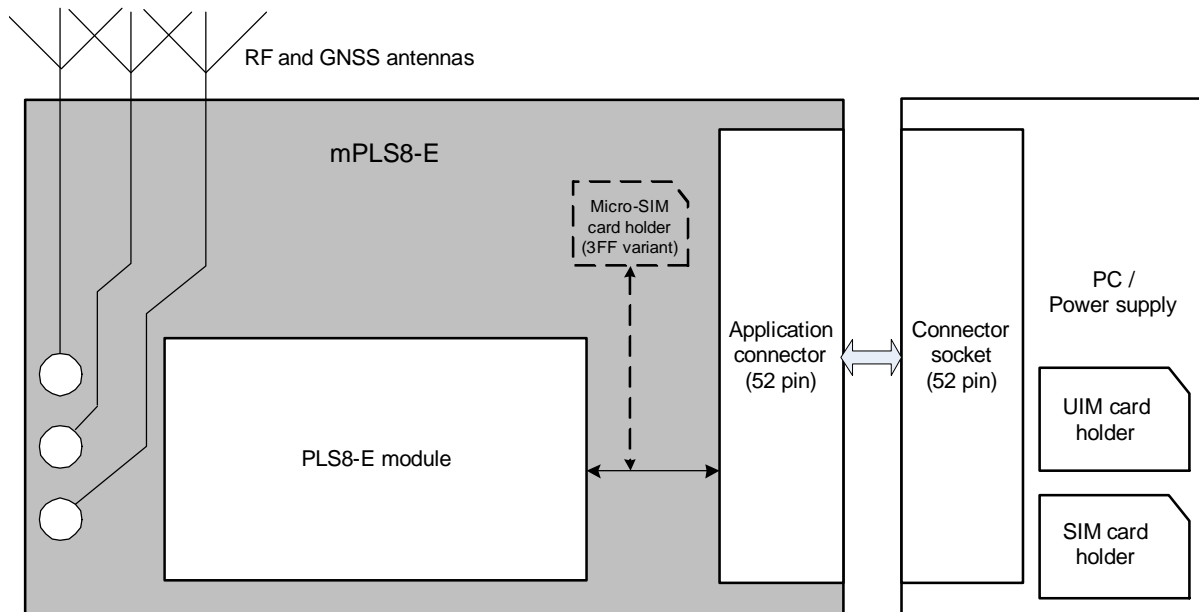 RF and GNSS antennas
mPLS8-E
Micro-SIM
card holder
(3FF variant)
PLS8-E module
Application
connector
(52 pin)
Connector
socket
(52 pin)
PC /
Power supply
UIM card
holder
SIM card
holder